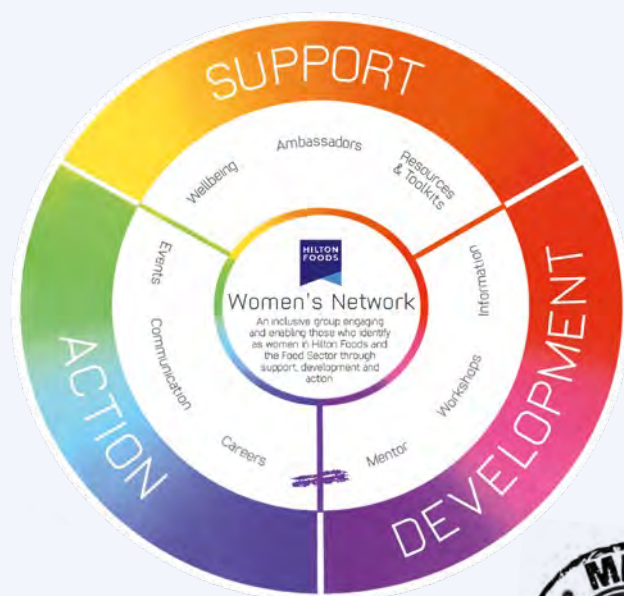 SUPPORT
Wellbeing
Ambassadors
Resources
& Toolkits
DEVELOPMENT
Information
Workshops
Mentor
ACTION
Events
Communication
Careers
HILTON
FOODS
Women's Network
An inclusive group engaging
and enabling those who identify
as women in Hilton Foods and
the Food Sector through
support, development and
action
MA